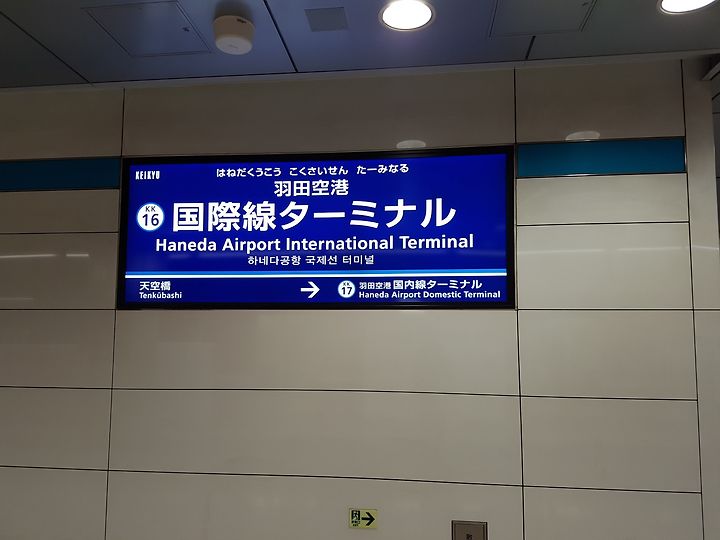 KEIKYU
はねだくうこう こくさいせん たーみなる
羽田空港
KK
16
国際線ターミナル
Haneda Airport International Terminal
하네다공항 국제선 터미널
天空橋
Tenkūbashi
→
KK
17
羽田空港 国内線ターミナル
Haneda Airport Domestic Terminal